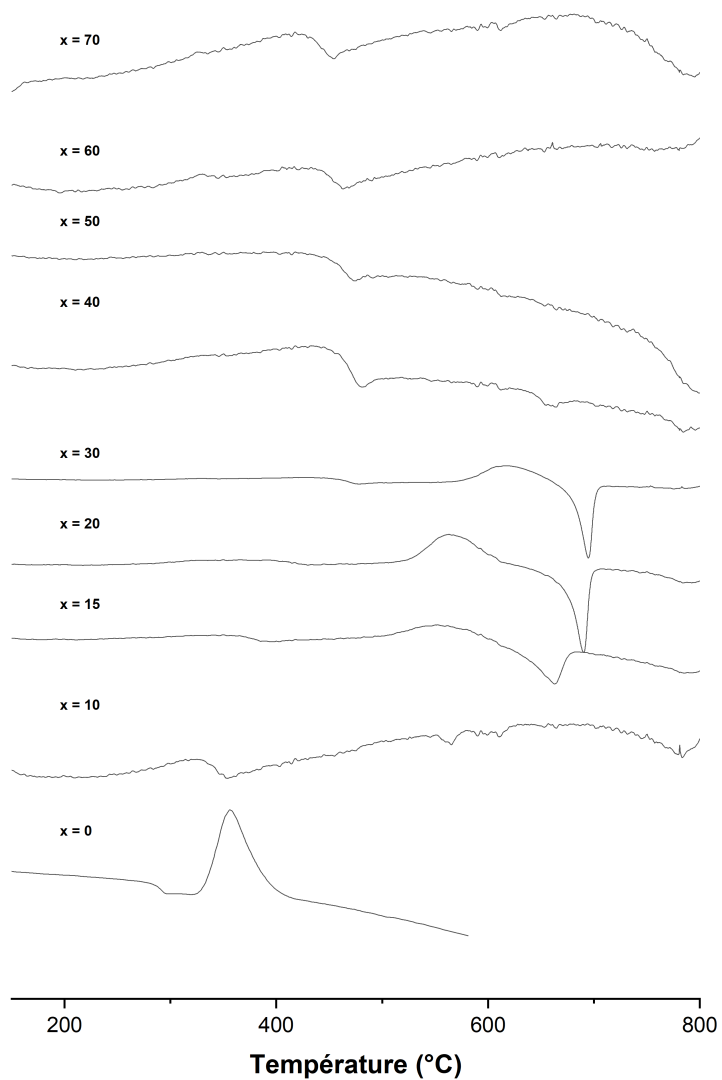 x = 70
x = 60
x = 50
x = 40
x = 30
x = 20
x = 15
x = 10
x = 0
200 400 600 800
Température (°C)